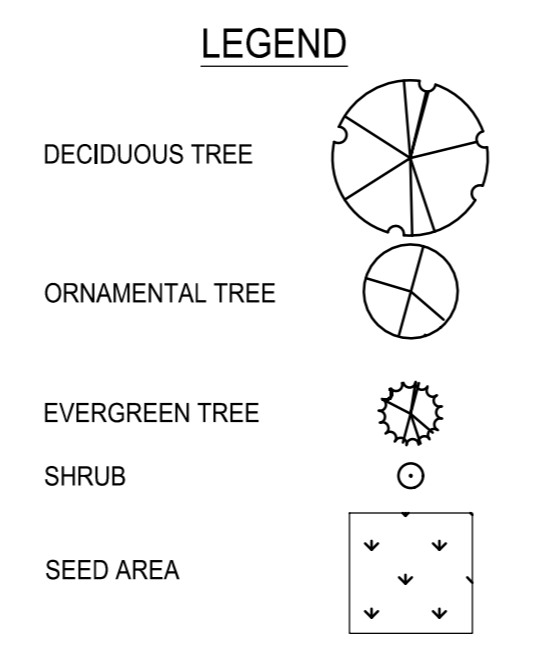 LEGEND
DECIDUOUS TREE
ORNAMENTAL TREE
EVERGREEN TREE
SHRUB
SEED AREA